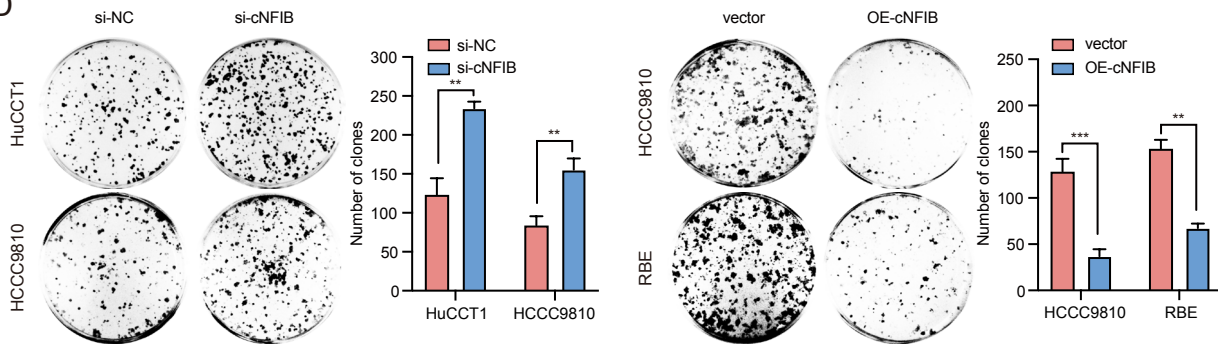 D
si-NC
si-cNFIB
HuCCT1
HCCC9810
si-NC
si-cNFIB
Number of clones
300
250
200
150
100
50
0
**
**
HuCCT1
HCCC9810
vector
OE-cNFIB
HCCC9810
RBE
vector
OE-cNFIB
Number of clones
250
200
150
100
50
0
***
**
HCCC9810
RBE